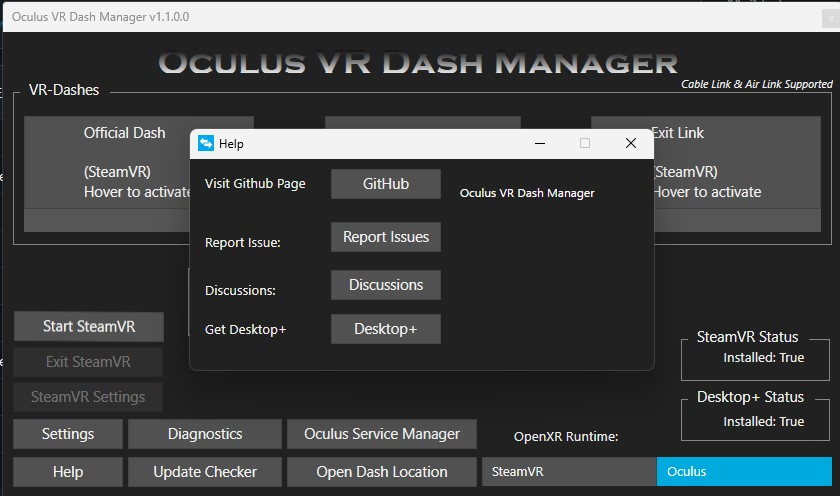 Oculus VR Dash Manager v1.1.0.0
x
OCULUS VR DASH MANAGER
Cable Link & Air Link Supported
VR-Dashes
Official Dash
(SteamVR)
Hover to activate
Exit Link
(SteamVR)
Hover to activate
Help
Visit Github Page
GitHub
Oculus VR Dash Manager
Report Issue:
Report Issues
Discussions:
Discussions
Get Desktop+
Desktop+
Start SteamVR
Exit SteamVR
SteamVR Settings
SteamVR Status
Installed: True
Desktop+ Status
Installed: True
Settings
Diagnostics
Oculus Service Manager
OpenXR Runtime:
Help
Update Checker
Open Dash Location
SteamVR
Oculus